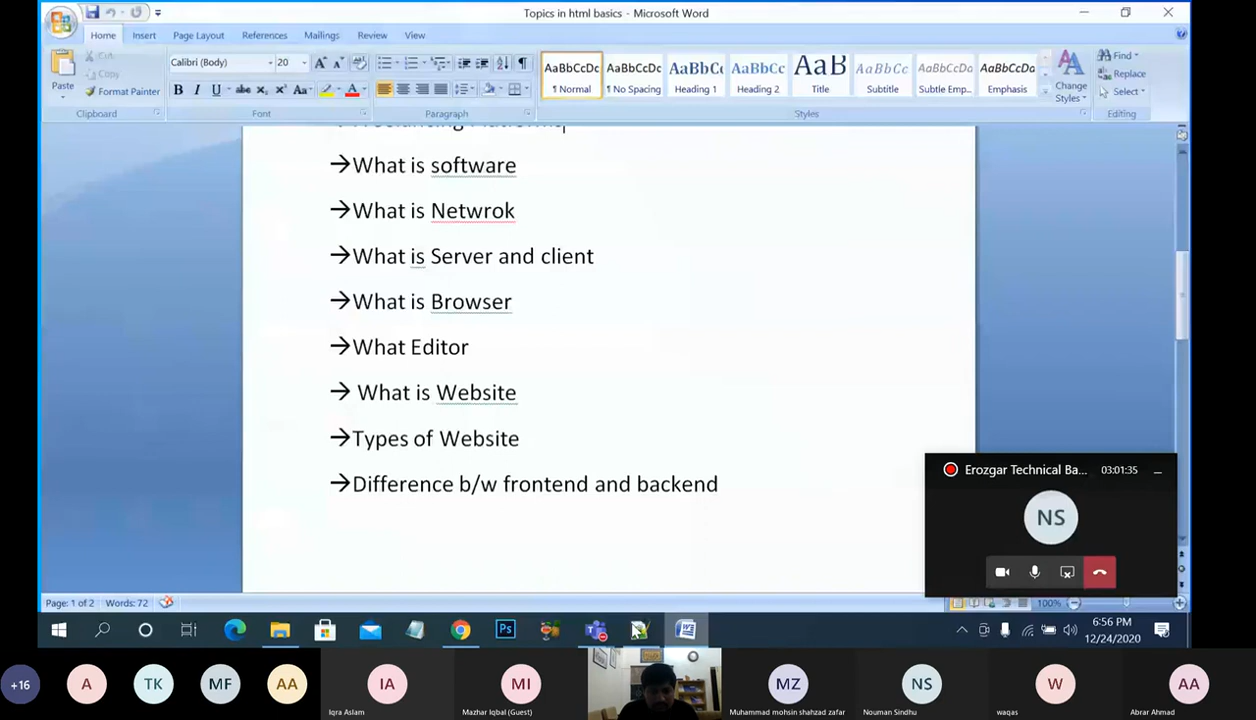 Topics in html basics - Microsoft Word
Home Insert Page Layout References Mailings Review View
Paste
Cut
Copy
Format Painter
Clipboard
Calibri (Body) 20
Font
Paragraph
AaBbCcDc AaBbCcDc AaBbCc AaBbCc AaB AaBbCcDc AaBbCcDc AaBbCcDc
¶ Normal ¶ No Spacing Heading 1 Heading 2 Title Subtitle Subtle Emp... Emphasis
Styles
Change Styles
Find
Replace
Select
Editing
→What is software
→What is Netwrok
→What is Server and client
→What is Browser
→What Editor
→ What is Website
→Types of Website
→Difference b/w frontend and backend
Erozgar Technical Ba... 03:01:35
NS
Page: 1 of 2 Words: 72
100%
Ps
6:56 PM
12/24/2020
+16 A TK MF AA IA MI MZ NS W AA
Iqra Aslam Mazhar Iqbal (Guest) Muhammad mohsin shahzad zafar Nouman Sindhu waqas Abrar Ahmad